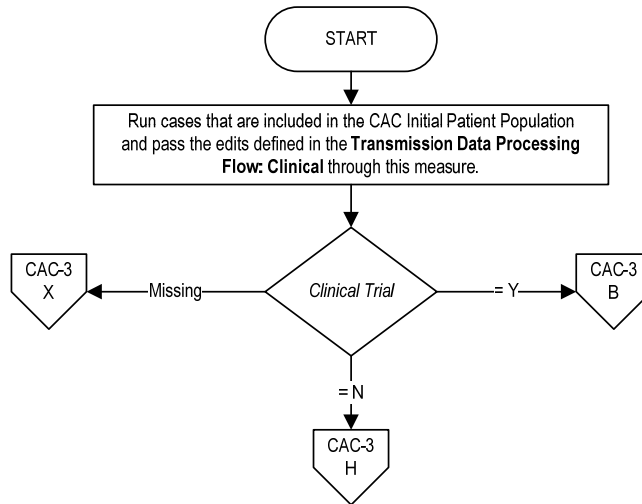 START
Run cases that are included in the CAC Initial Patient Population
and pass the edits defined in the Transmission Data Processing
Flow: Clinical through this measure.
CAC-3
X
Missing
Clinical Trial
= Y
CAC-3
B
= N
CAC-3
H